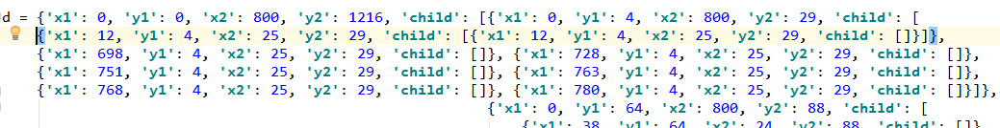 d = {'x1': 0, 'y1': 0, 'x2': 800, 'y2': 1216, 'child': [{'x1': 0, 'y1': 4, 'x2': 800, 'y2': 29, 'child': [
{'x1': 12, 'y1': 4, 'x2': 25, 'y2': 29, 'child': [{'x1': 12, 'y1': 4, 'x2': 25, 'y2': 29, 'child': []}]},
{'x1': 698, 'y1': 4, 'x2': 25, 'y2': 29, 'child': []}, {'x1': 728, 'y1': 4, 'x2': 25, 'y2': 29, 'child': []},
{'x1': 751, 'y1': 4, 'x2': 25, 'y2': 29, 'child': []}, {'x1': 763, 'y1': 4, 'x2': 25, 'y2': 29, 'child': []},
{'x1': 768, 'y1': 4, 'x2': 25, 'y2': 29, 'child': []}, {'x1': 780, 'y1': 4, 'x2': 25, 'y2': 29, 'child': []}]},
{'x1': 0, 'y1': 64, 'x2': 800, 'y2': 88, 'child': [
{'x1': 38, 'y1': 64, 'x2': 24, 'y2': 88, 'child': []}